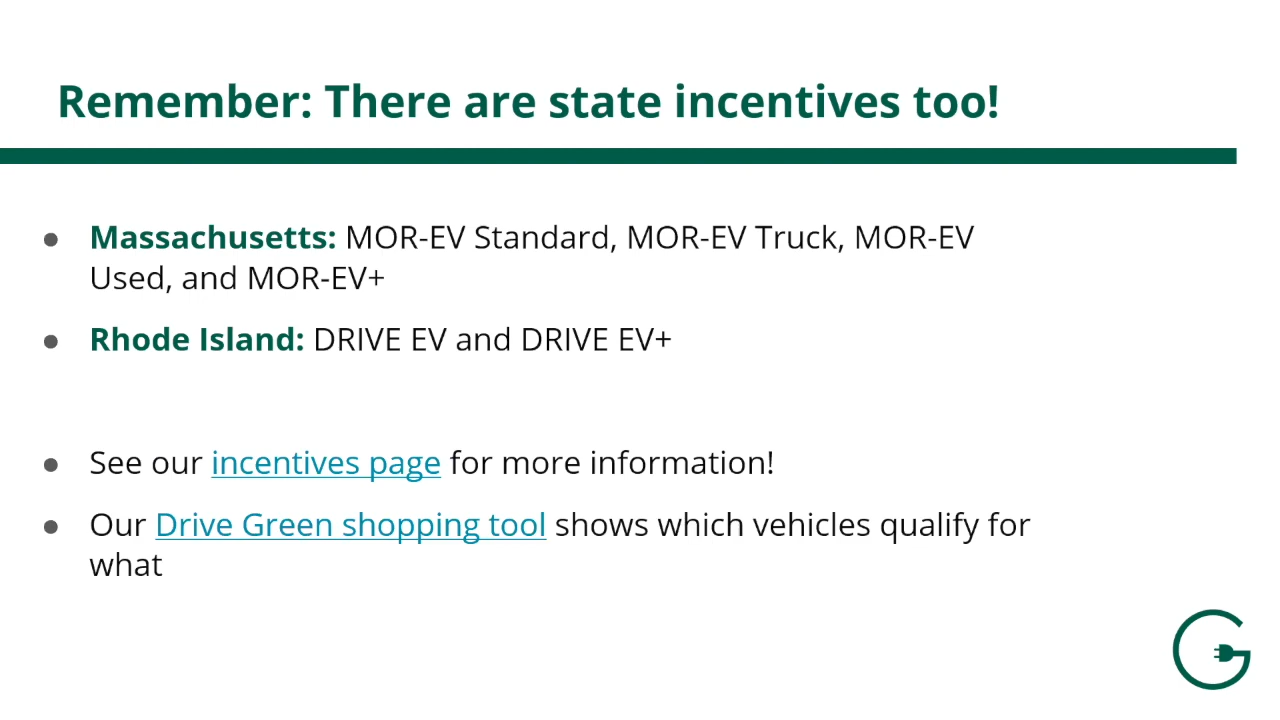 Remember: There are state incentives too!
● Massachusetts: MOR-EV Standard, MOR-EV Truck, MOR-EV
Used, and MOR-EV+
● Rhode Island: DRIVE EV and DRIVE EV+
● See our incentives page for more information!
● Our Drive Green shopping tool shows which vehicles qualify for
what